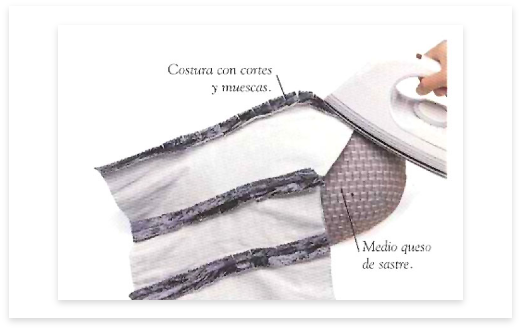 Costura con cortes
y muescas.
Medio queso
de sastre.